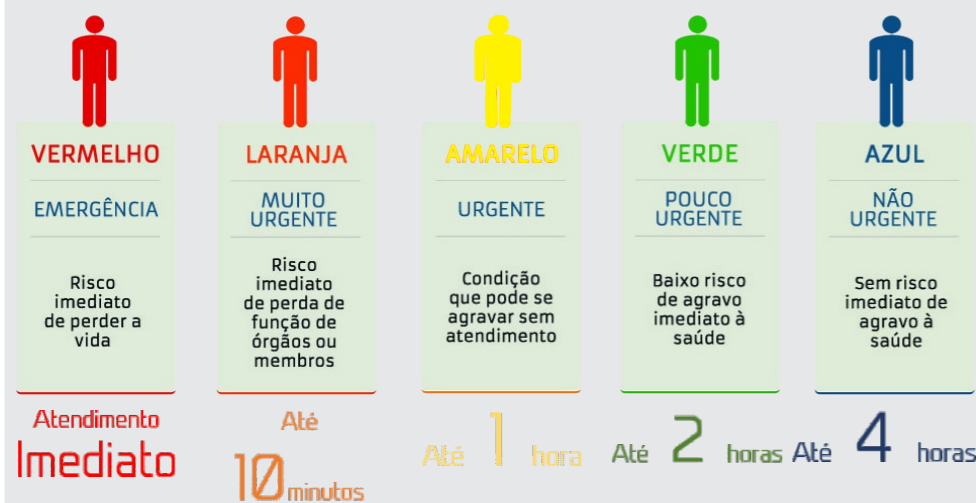 VERMELHO
EMERGÊNCIA
Risco
imediato
de perder a
vida
Atendimento
Imediato
LARANJA
MUITO
URGENTE
Risco
imediato
de perda de
função de
órgãos ou
membros
Até
10 minutos
AMARELO
URGENTE
Condição
que pode se
agravar sem
atendimento
Até 1 hora
VERDE
POUCO
URGENTE
Baixo risco
de agravo
imediato à
saúde
Até 2 horas
AZUL
NÃO
URGENTE
Sem risco
imediato de
agravo à
saúde
Até 4 horas